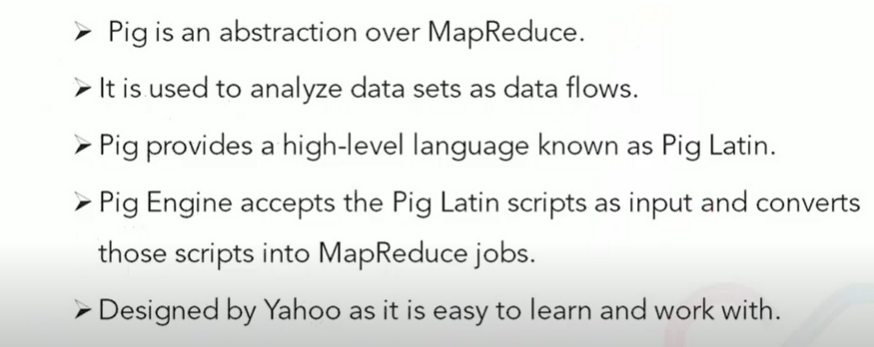 ➢ Pig is an abstraction over MapReduce.
➢ It is used to analyze data sets as data flows.
➢ Pig provides a high-level language known as Pig Latin.
➢ Pig Engine accepts the Pig Latin scripts as input and converts
those scripts into MapReduce jobs.
➢ Designed by Yahoo as it is easy to learn and work with.